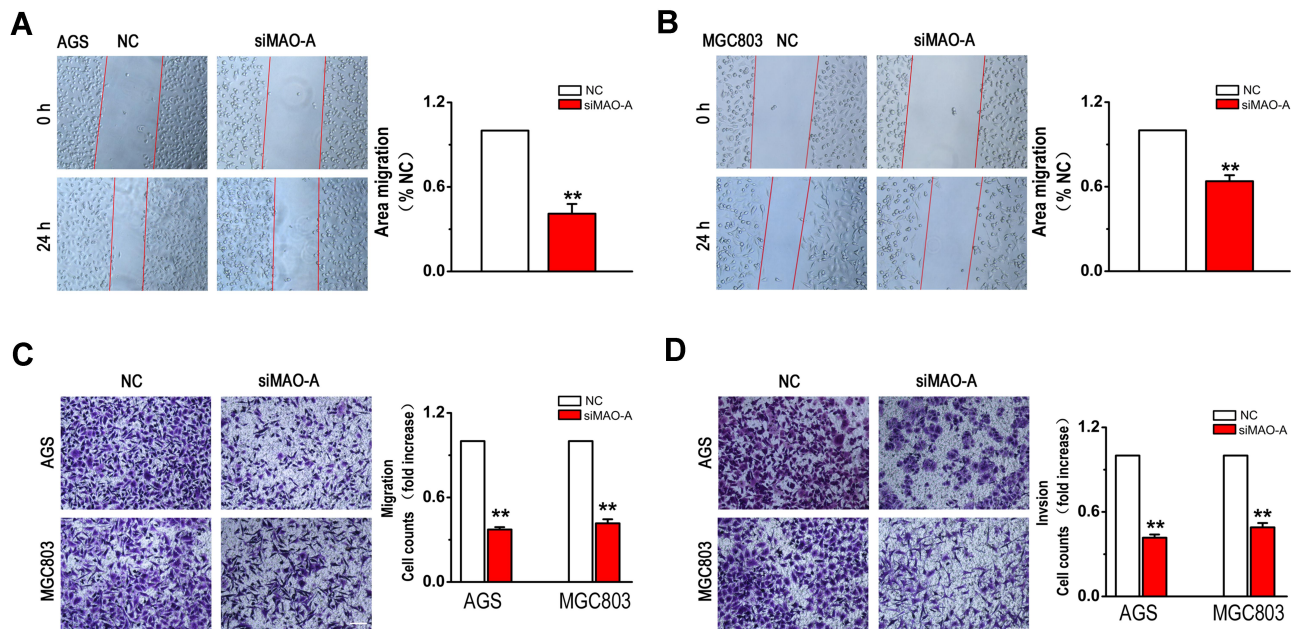 A
AGS NC siMAO-A
0 h
24 h
Area migration
(% NC)
1.2
0.6
0.0
NC
siMAO-A
**
B
MGC803 NC siMAO-A
0 h
24 h
Area migration
(% NC)
1.2
0.6
0.0
NC
siMAO-A
**
C
NC siMAO-A
AGS
MGC803
Migration
Cell counts (fold increase)
1.2
0.6
0.0
NC
siMAO-A
** **
AGS MGC803
D
NC siMAO-A
AGS
MGC803
Invsion
Cell counts (fold increase)
1.2
0.6
0.0
NC
siMAO-A
** **
AGS MGC803